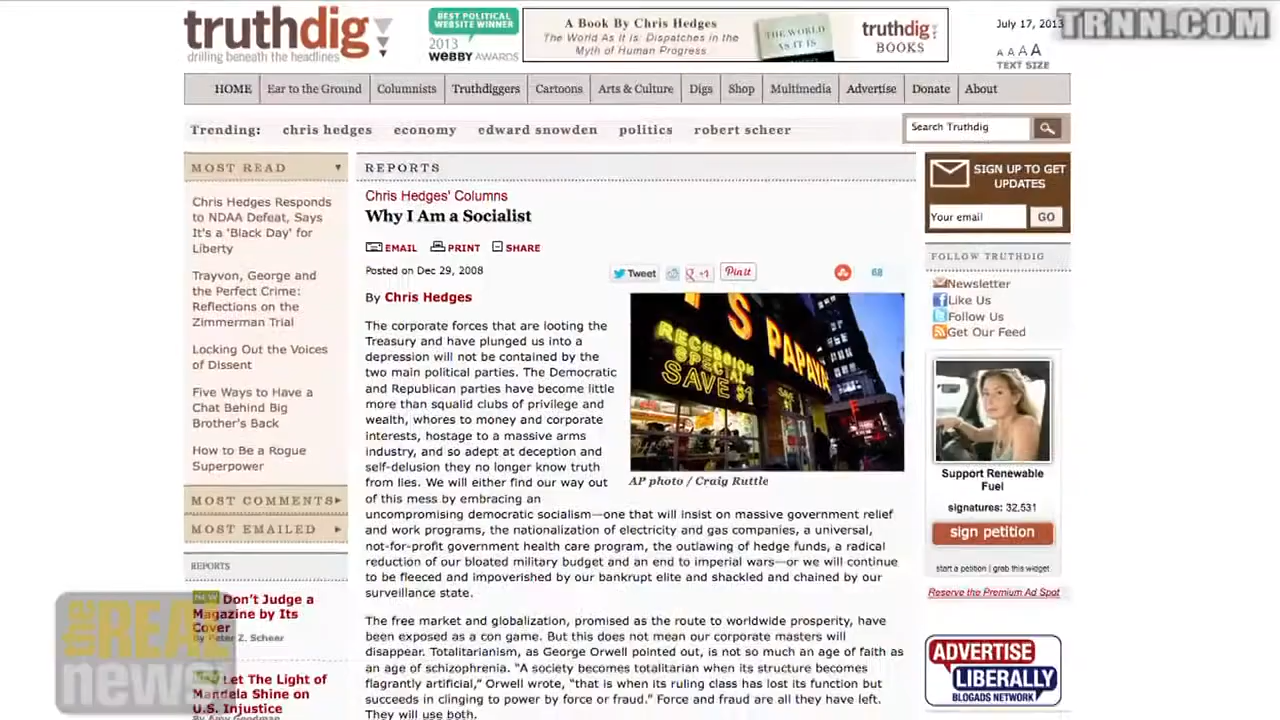 truthdig
drilling beneath the headlines
BEST POLITICAL
WEBSITE WINNER
2013
WEBBY AWARDS
A Book By Chris Hedges
The World As It Is: Dispatches in the
Myth of Human Progress
THE WORLD
AS IT IS
truthdig
BOOKS
July 17, 2013
TRNN.COM
A A A A
TEXT SIZE
HOME Ear to the Ground Columnists Truthdiggers Cartoons Arts & Culture Digs Shop Multimedia Advertise Donate About
Trending: chris hedges economy edward snowden politics robert scheer
Search Truthdig
MOST READ
Chris Hedges Responds
to NDAA Defeat, Says
It's a 'Black Day' for
Liberty
Trayvon, George and
the Perfect Crime:
Reflections on the
Zimmerman Trial
Locking Out the Voices
of Dissent
Five Ways to Have a
Chat Behind Big
Brother's Back
How to Be a Rogue
Superpower
MOST COMMENTS
MOST EMAILED
REPORTS
NEW Don't Judge a
Magazine by Its
Cover
By Peter Z. Scheer
Let The Light of
Mandela Shine on
U.S. Injustice
By Amy Goodman
the REAL
news
REPORTS
Chris Hedges' Columns
Why I Am a Socialist
EMAIL PRINT SHARE
Posted on Dec 29, 2008
Tweet +1 Pin it 68
By Chris Hedges
The corporate forces that are looting the
Treasury and have plunged us into a
depression will not be contained by the
two main political parties. The Democratic
and Republican parties have become little
more than squalid clubs of privilege and
wealth, whores to money and corporate
interests, hostage to a massive arms
industry, and so adept at deception and
self-delusion they no longer know truth
from lies. We will either find our way out
of this mess by embracing an
uncompromising democratic socialism—one that will insist on massive government relief
and work programs, the nationalization of electricity and gas companies, a universal,
not-for-profit government health care program, the outlawing of hedge funds, a radical
reduction of our bloated military budget and an end to imperial wars—or we will continue
to be fleeced and impoverished by our bankrupt elite and shackled and chained by our
surveillance state.
'S PAPAYA
RECESSION
SPECIAL
SAVE $1
SAVE
$1
AP photo / Craig Ruttle
The free market and globalization, promised as the route to worldwide prosperity, have
been exposed as a con game. But this does not mean our corporate masters will
disappear. Totalitarianism, as George Orwell pointed out, is not so much an age of faith as
an age of schizophrenia. “A society becomes totalitarian when its structure becomes
flagrantly artificial,” Orwell wrote, “that is when its ruling class has lost its function but
succeeds in clinging to power by force or fraud.” Force and fraud are all they have left.
They will use both.
SIGN UP TO GET
UPDATES
Your email GO
FOLLOW TRUTHDIG
Newsletter
Like Us
Follow Us
Get Our Feed
Support Renewable
Fuel
signatures: 32,531
sign petition
start a petition | grab this widget
Reserve the Premium Ad Spot
ADVERTISE
LIBERALLY
BLOGADS NETWORK